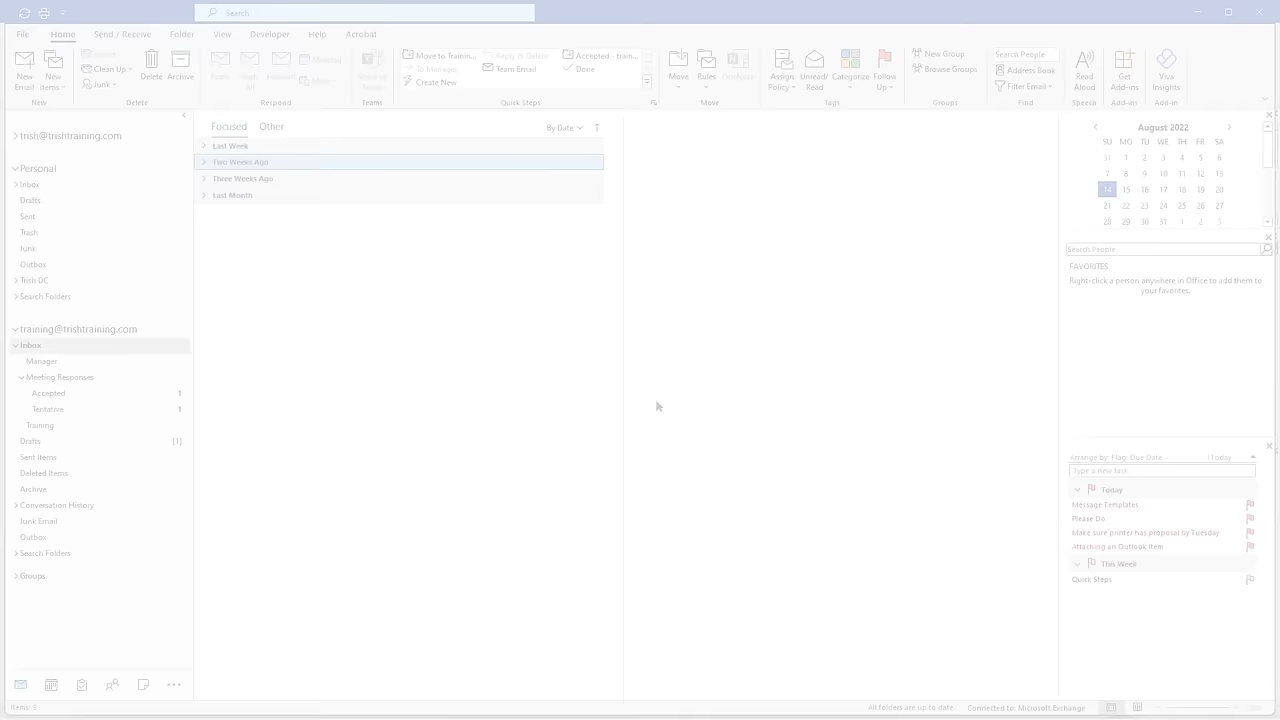 Search
File Home Send / Receive Folder View Developer Help Acrobat
New Email
New Items
New
Ignore
Clean Up
Junk
Delete
Archive
Delete
Reply
Reply All
Forward
Meeting
More
Respond
Teams
Move to Trainin...
To Manager
Create New
Reply & Delete
Team Email
Accepted - train...
Done
Quick Steps
Move
Rules
OneNote
Move
Assign Policy
Unread/ Read
Categorize
Follow Up
Tags
New Group
Browse Groups
Groups
Search People
Address Book
Filter Email
Find
Read Aloud
Speech
Get Add-ins
Add-ins
Viva Insights
Add-in
trish@trishtraining.com
Personal
Inbox
Drafts
Sent
Trash
Junk
Outbox
Trish DC
Search Folders
training@trishtraining.com
Inbox
Manager
Meeting Responses
Accepted 1
Tentative 1
Training
Drafts [1]
Sent Items
Deleted Items
Archive
Conversation History
Junk Email
Outbox
Search Folders
Groups
Focused Other By Date
Last Week
Two Weeks Ago
Three Weeks Ago
Last Month
August 2022
SU MO TU WE TH FR SA
31 1 2 3 4 5 6
7 8 9 10 11 12 13
14 15 16 17 18 19 20
21 22 23 24 25 26 27
28 29 30 31 1 2 3
Search People
FAVORITES
Right-click a person anywhere in Office to add them to
your favorites.
Arrange by: Flag: Due Date Today
Type a new task
Today
Message Templates
Please Do
Make sure printer has proposal by Tuesday
Attaching an Outlook Item
This Week
Quick Steps
Items: 9
All folders are up to date. Connected to: Microsoft Exchange